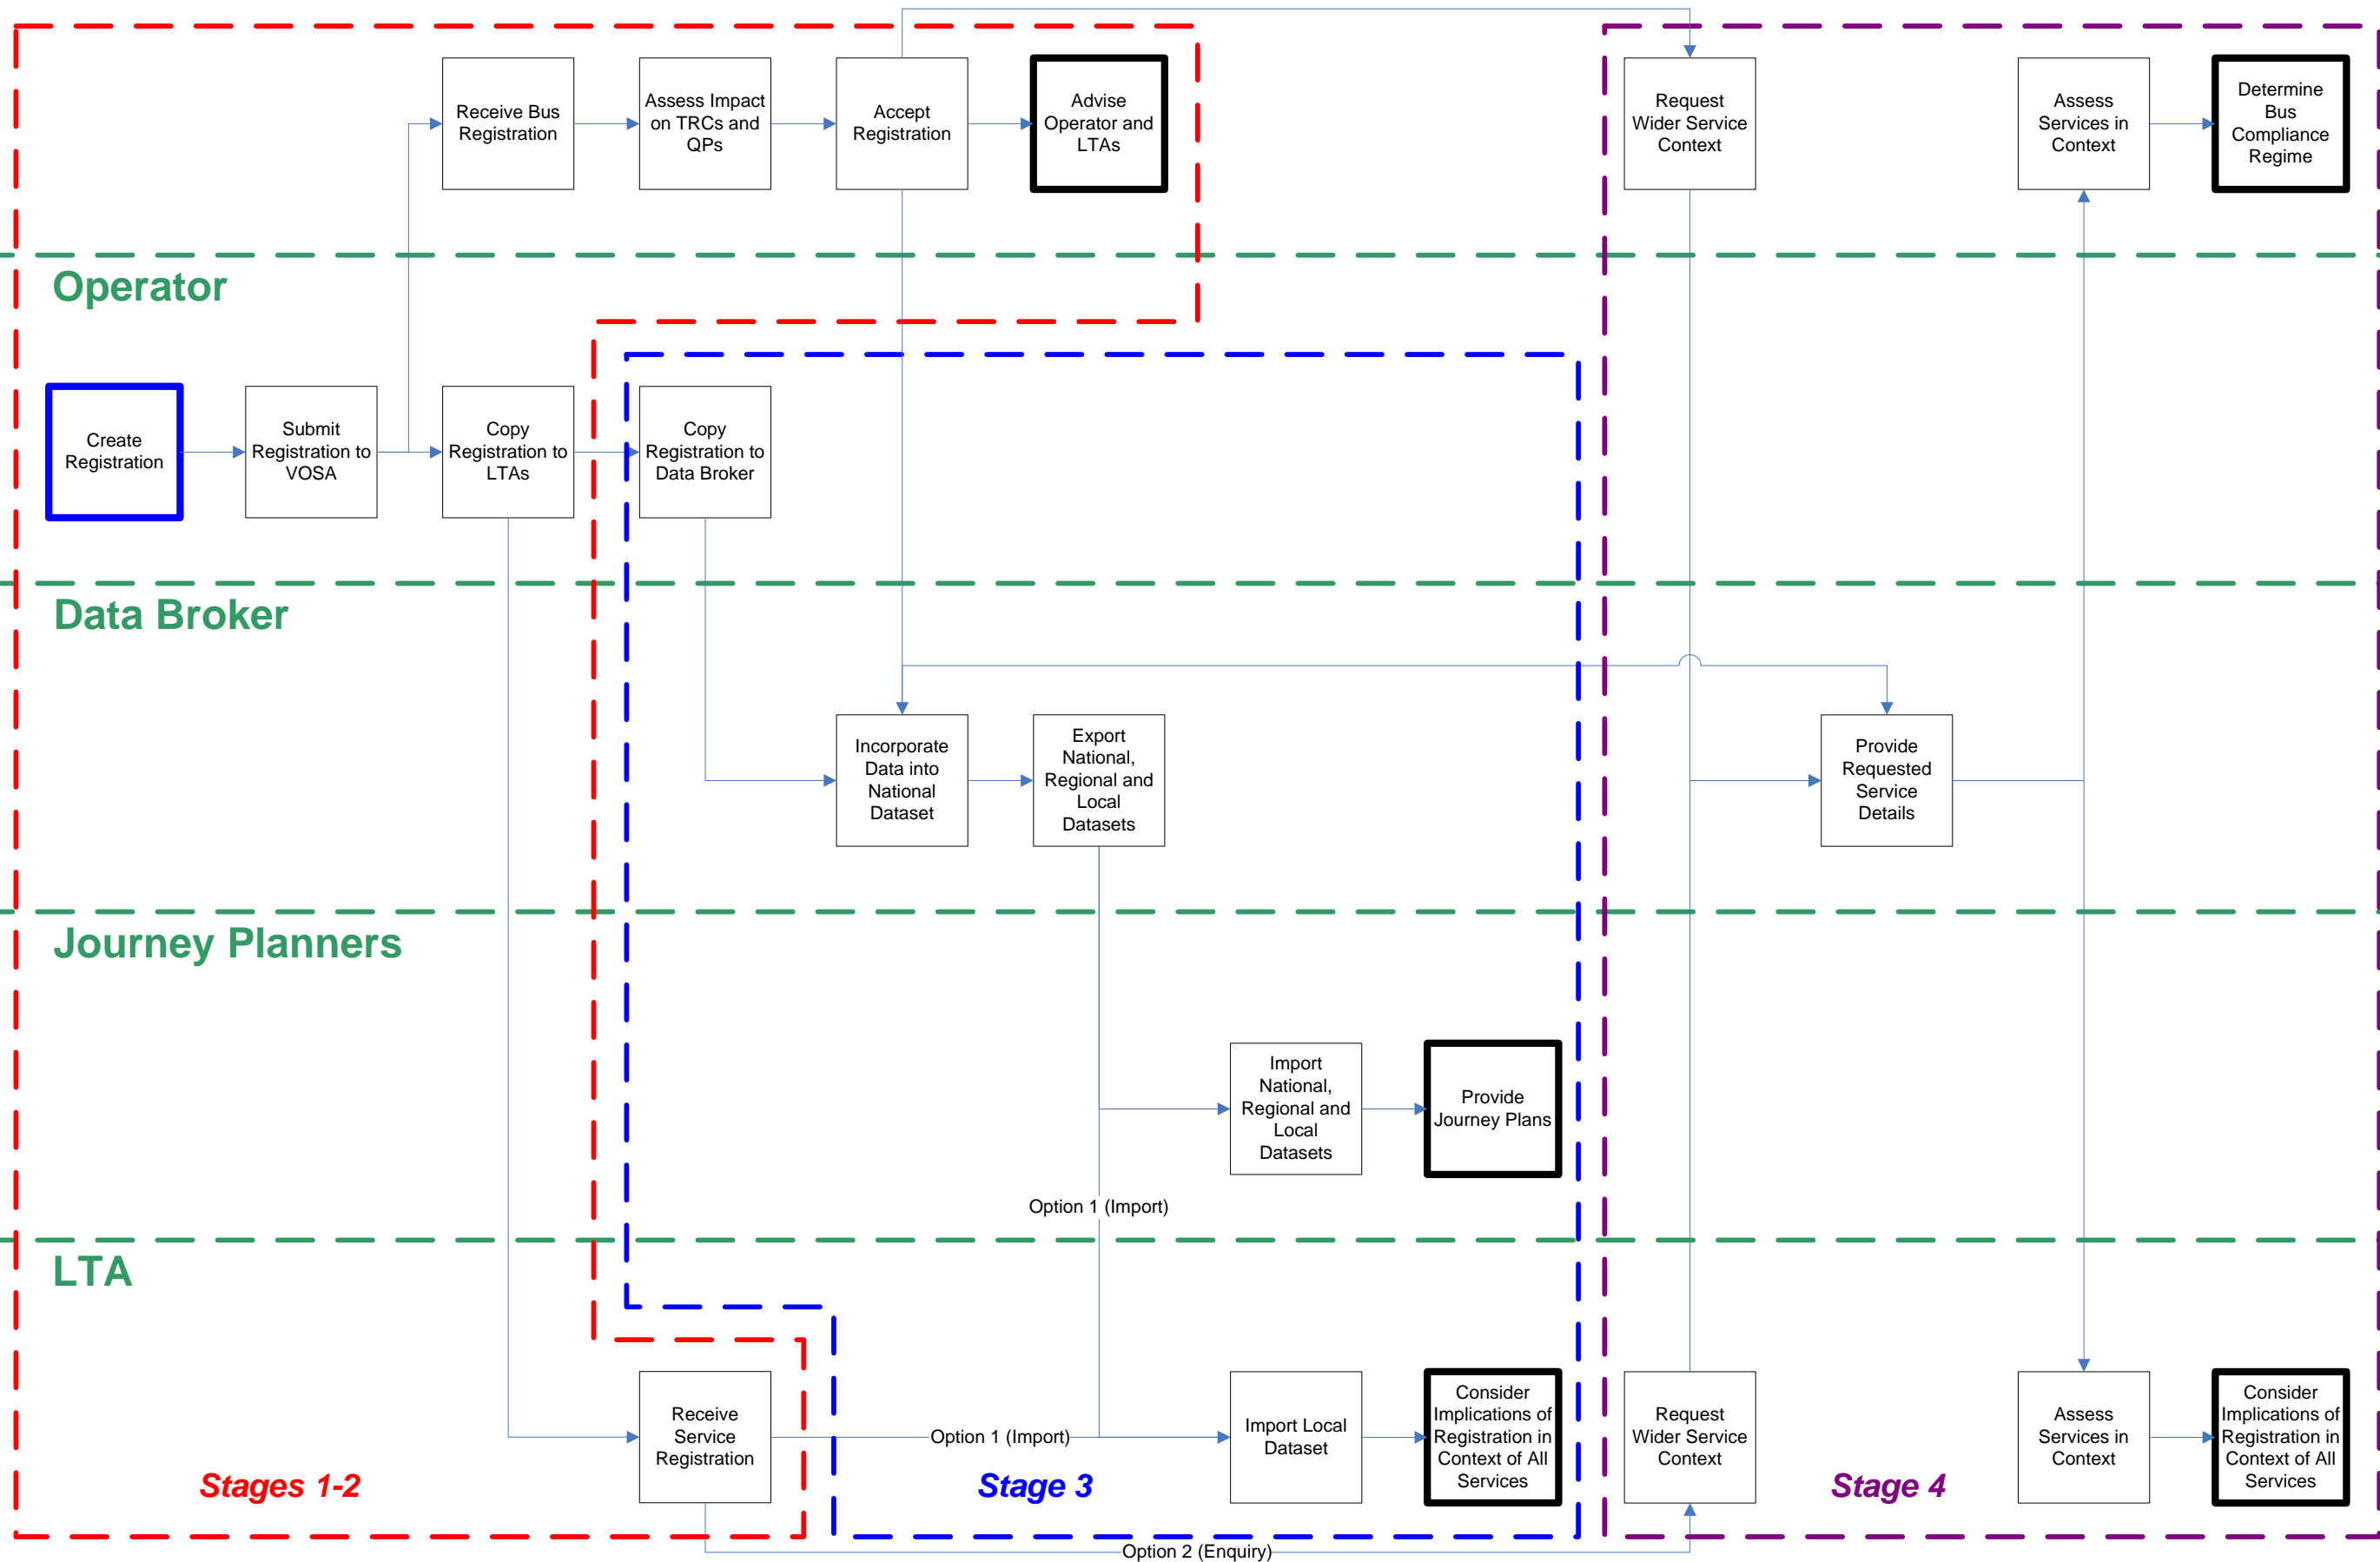 Receive Bus
Registration
Assess Impact
on TRCs and
QPs
Accept
Registration
Advise
Operator and
LTAs
Request
Wider Service
Context
Assess
Services in
Context
Determine
Bus
Compliance
Regime
Operator
Create
Registration
Submit
Registration to
VOSA
Copy
Registration to
LTAs
Copy
Registration to
Data Broker
Data Broker
Incorporate
Data into
National
Dataset
Export
National,
Regional and
Local
Datasets
Provide
Requested
Service
Details
Journey Planners
Import
National,
Regional and
Local
Datasets
Provide
Journey Plans
Option 1 (Import)
LTA
Receive
Service
Registration
Option 1 (Import)
Import Local
Dataset
Consider
Implications of
Registration in
Context of All
Services
Request
Wider Service
Context
Assess
Services in
Context
Consider
Implications of
Registration in
Context of All
Services
Stages 1-2
Stage 3
Stage 4
Option 2 (Enquiry)